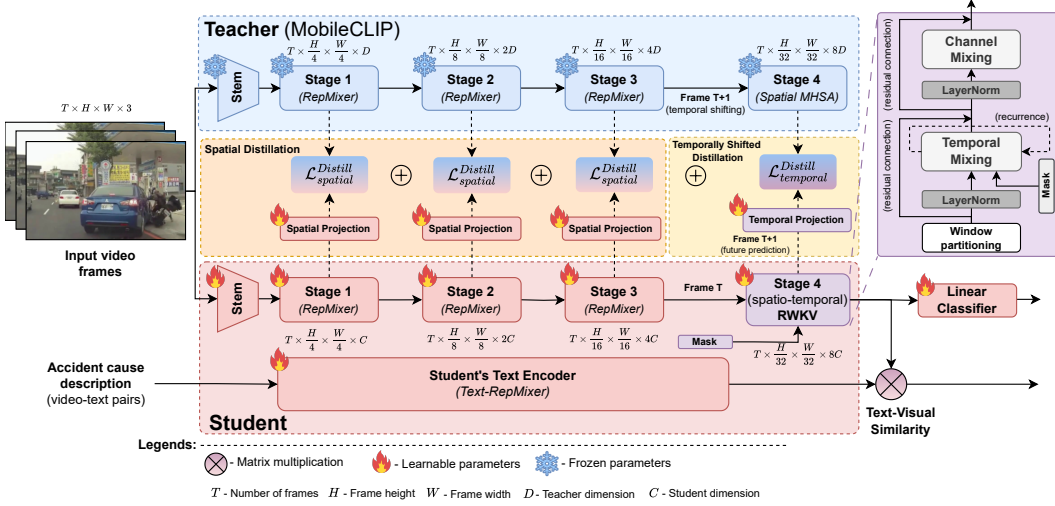 Teacher (MobileCLIP)
T × H/4 × W/4 × D
T × H/8 × W/8 × 2D
T × H/16 × W/16 × 4D
T × H/32 × W/32 × 8D
Stem
Stage 1
(RepMixer)
Stage 2
(RepMixer)
Stage 3
(RepMixer)
Frame T+1
(temporal shifting)
Stage 4
(Spatial MHSA)
T × H × W × 3
Input video
frames
Spatial Distillation
L^Distill_spatial
L^Distill_spatial
L^Distill_spatial
Temporally Shifted
Distillation
L^Distill_temporal
Spatial Projection
Spatial Projection
Spatial Projection
Temporal Projection
Frame T+1
(future prediction)
Stem
Stage 1
(RepMixer)
Stage 2
(RepMixer)
Stage 3
(RepMixer)
Frame T
Stage 4
(spatio-temporal)
RWKV
Mask
T × H/4 × W/4 × C
T × H/8 × W/8 × 2C
T × H/16 × W/16 × 4C
T × H/32 × W/32 × 8C
Linear
Classifier
Accident cause
description
(video-text pairs)
Student's Text Encoder
(Text-RepMixer)
Student
Text-Visual
Similarity
(residual connection)
Channel
Mixing
LayerNorm
(recurrence)
(residual connection)
Temporal
Mixing
Mask
LayerNorm
Window
partitioning
Legends:
- Matrix multiplication
- Learnable parameters
- Frozen parameters
T - Number of frames H - Frame height W - Frame width D - Teacher dimension C - Student dimension